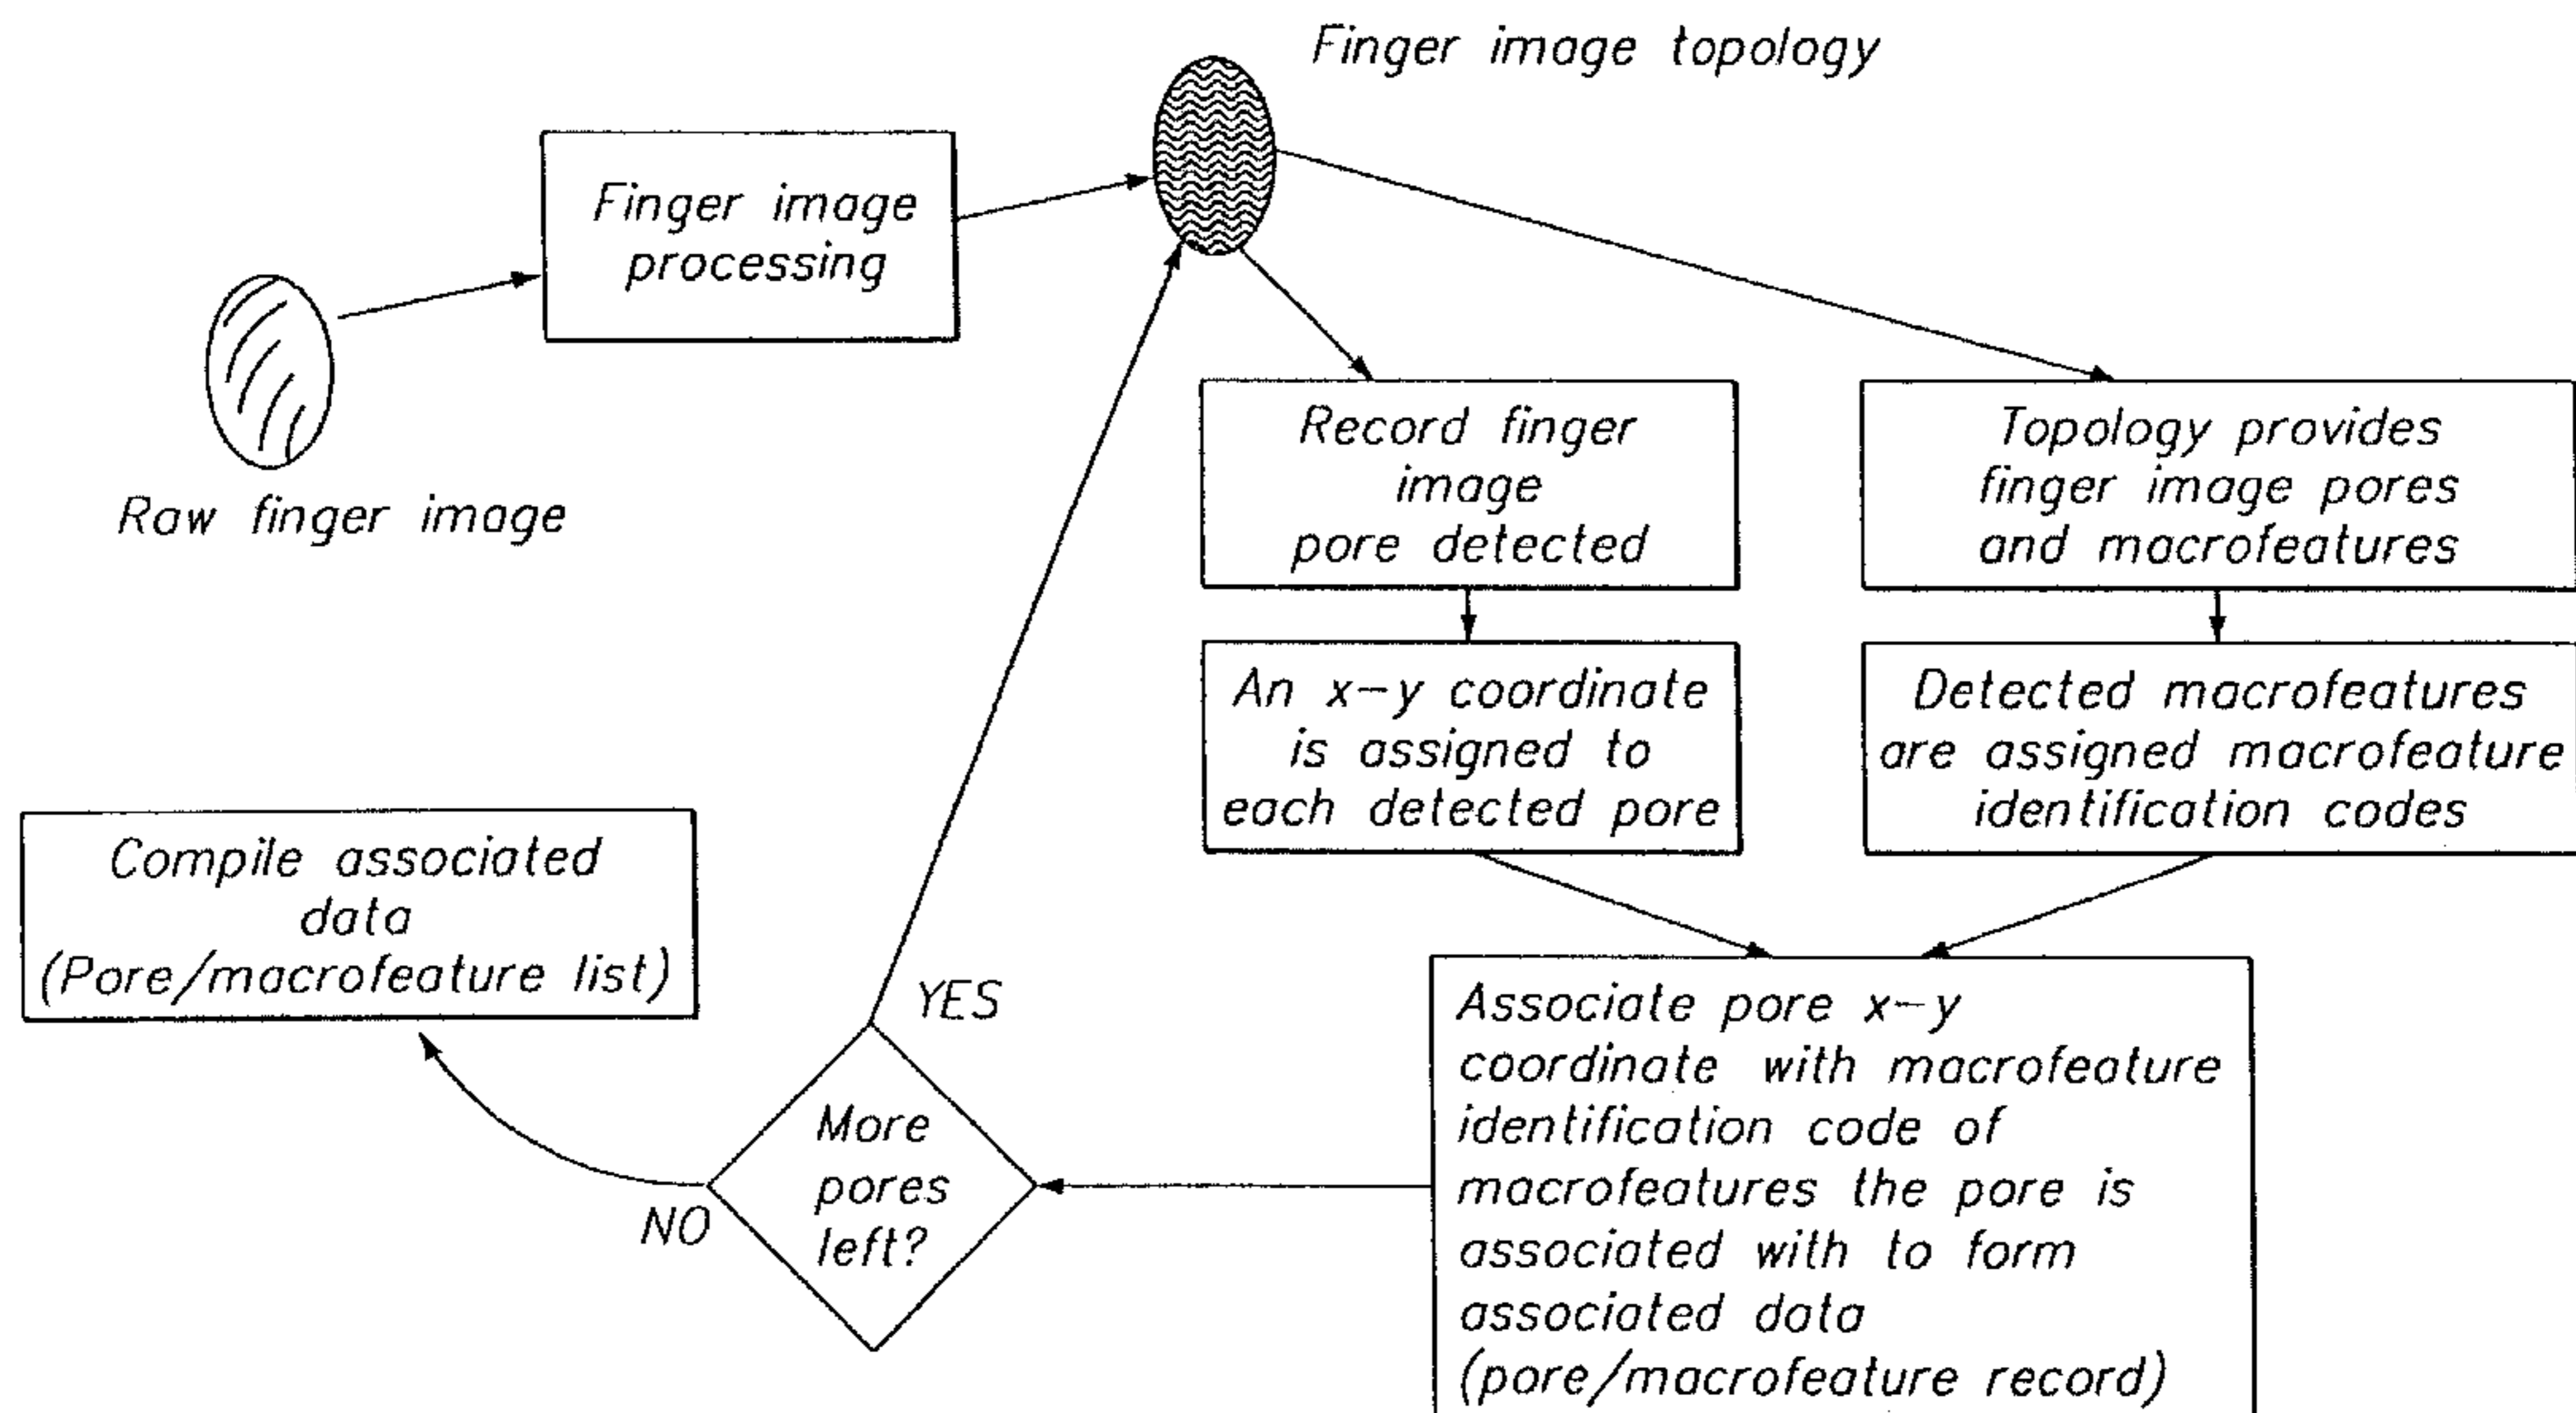 Finger image topology
Finger image
processing
Raw finger image
Record finger
image
pore detected
Topology provides
finger image pores
and macrofeatures
An x-y coordinate
is assigned to
each detected pore
Detected macrofeatures
are assigned macrofeature
identification codes
Compile associated
data
(Pore/macrofeature list)
YES
More
pores
left?
NO
Associate pore x-y
coordinate with macrofeature
identification code of
macrofeatures the pore is
associated with to form
associated data
(pore/macrofeature record)